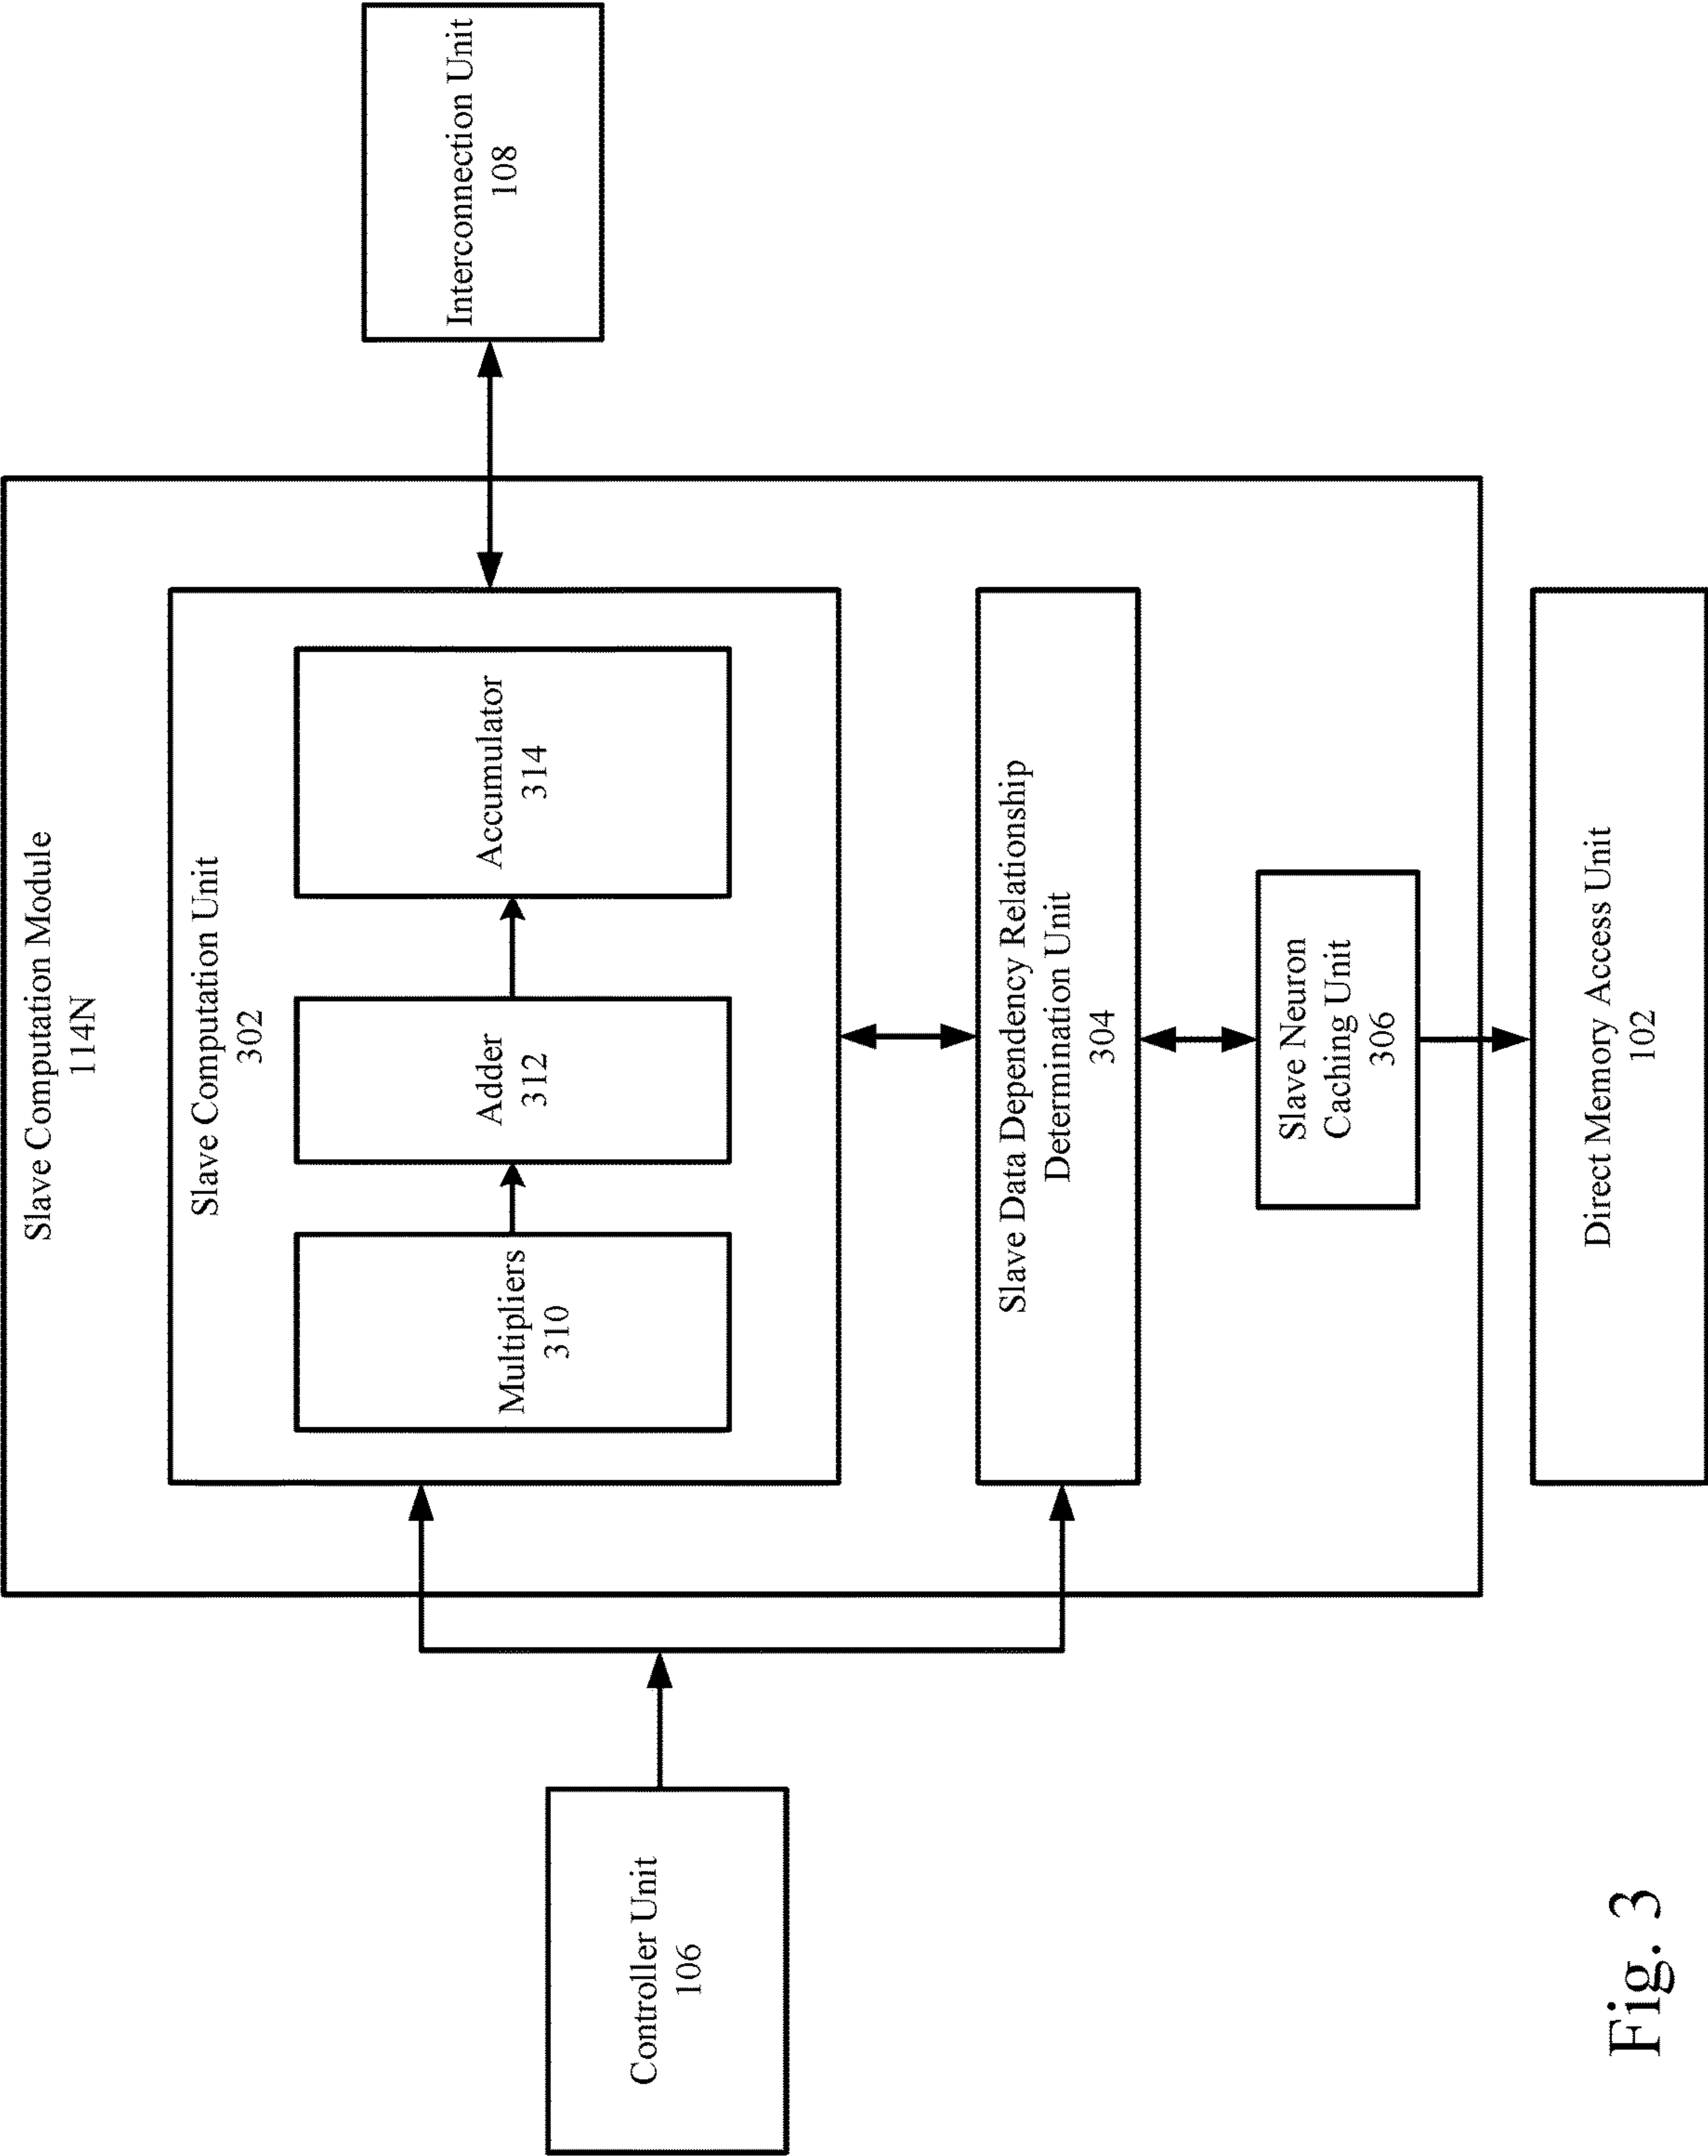 Slave Computation Module
114N
Slave Computation Unit
302
Multipliers
310
Adder
312
Accumulator
314
Interconnection Unit
108
Controller Unit
106
Slave Data Dependency Relationship
Determination Unit
304
Slave Neuron
Caching Unit
306
Direct Memory Access Unit
102
Fig. 3